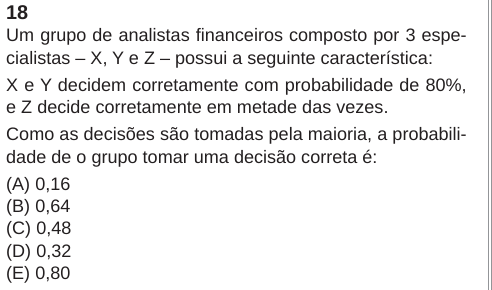 18
Um grupo de analistas financeiros composto por 3 espe-
cialistas – X, Y e Z – possui a seguinte característica:
X e Y decidem corretamente com probabilidade de 80%,
e Z decide corretamente em metade das vezes.
Como as decisões são tomadas pela maioria, a probabili-
dade de o grupo tomar uma decisão correta é:
(A) 0,16
(B) 0,64
(C) 0,48
(D) 0,32
(E) 0,80